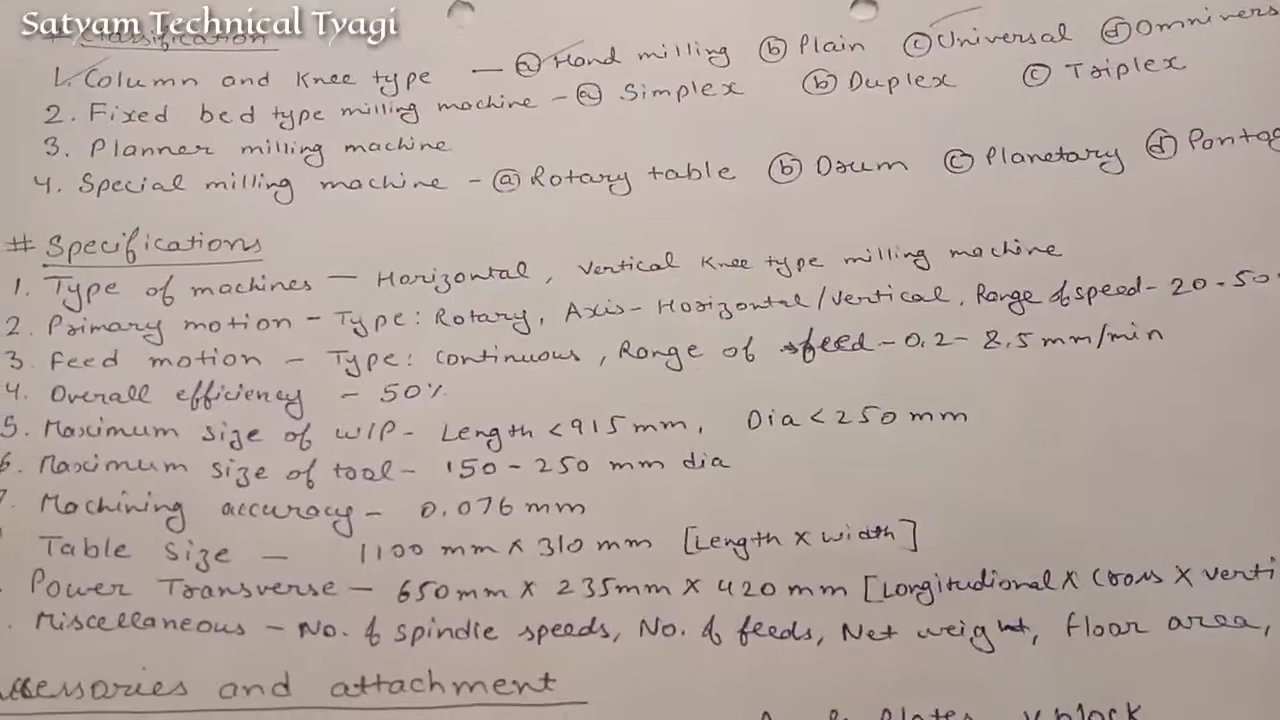 Satyam Technical Tyagi
# Classification
1. Column and Knee type — ⓐ Hand milling ⓑ Plain ⓒ Universal ⓓ Omnivers
2. Fixed bed type milling machine - ⓐ Simplex ⓑ Duplex ⓒ Triplex
3. Planner milling machine
4. Special milling machine - ⓐ Rotary table ⓑ Drum ⓒ Planetary ⓓ Pantog
# Specifications
1. Type of machines — Horizontal, Vertical Knee type milling machine
2. Primary motion - Type: Rotary, Axis- Horizontal/Vertical, Range of speed- 20-50
3. Feed motion - Type: Continuous, Range of feed - 0.2- 8.5 mm/min
4. Overall efficiency - 50%
5. Maximum size of W/P- Length < 915 mm, Dia < 250 mm
6. Maximum size of tool- 150-250 mm dia
7. Machining accuracy- 0.076 mm
Table size — 1100 mm x 310 mm [Length x width]
Power Transverse - 650mm x 235mm x 420 mm [Longitudional x Cross x verti
Miscellaneous - No. of spindle speeds, No. of feeds, Net weight, floor area,
ccessories and attachment
Plates, V block